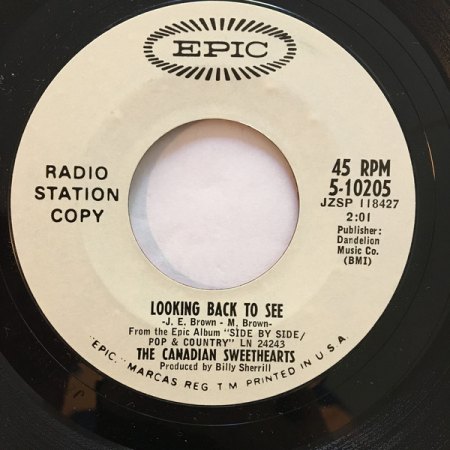 EPIC
RADIO
STATION
COPY
45 RPM
5-10205
JZSP 118427
2:01
Publisher:
Dandelion
Music Co.
(BMI)
LOOKING BACK TO SEE
-J. E. Brown - M. Brown-
From the Epic Album "SIDE BY SIDE/
POP & COUNTRY" LN 24243
THE CANADIAN SWEETHEARTS
Produced by Billy Sherrill
"EPIC," MARCAS REG T M PRINTED IN U.S.A.